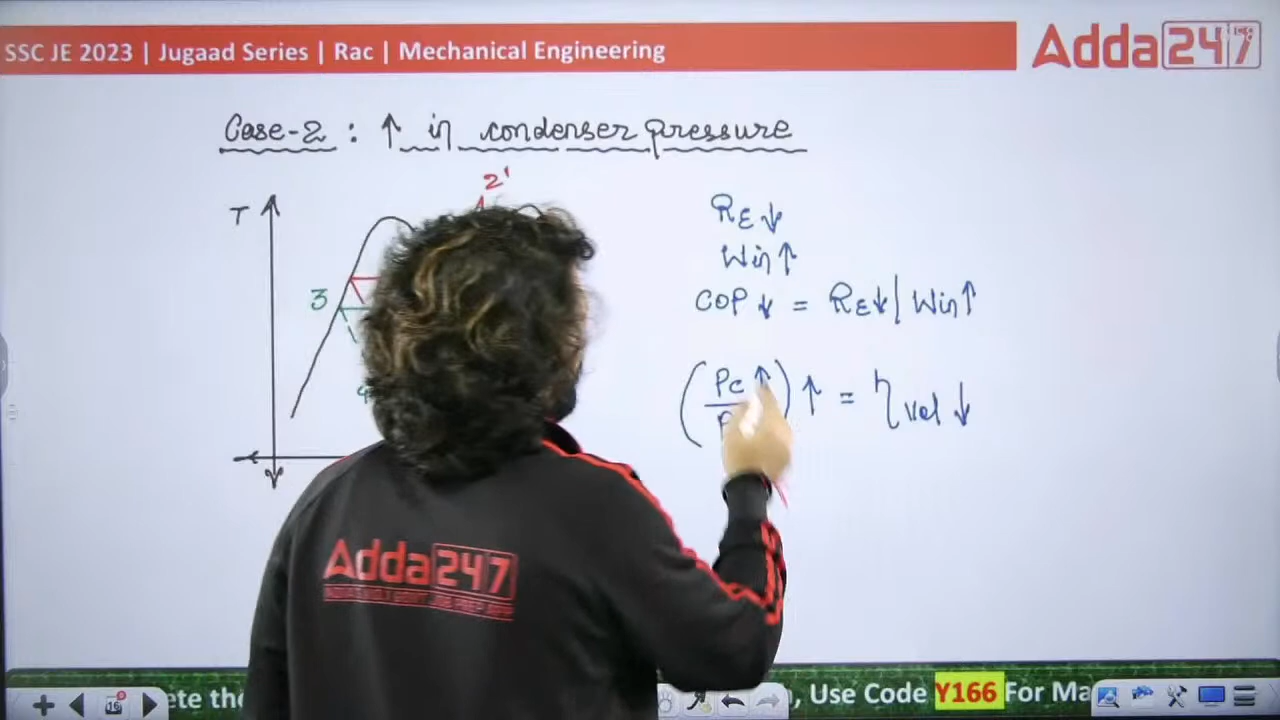 SSC JE 2023 | Jugaad Series | Rac | Mechanical Engineering
Adda247
Case-2 : ↑ in condenser pressure
2'
T
3
RE↓
Win↑
COP↓ = RE↓ | Win↑
(Pc↑) ↑ = ηvol ↓
Adda247
Use Code Y166 For